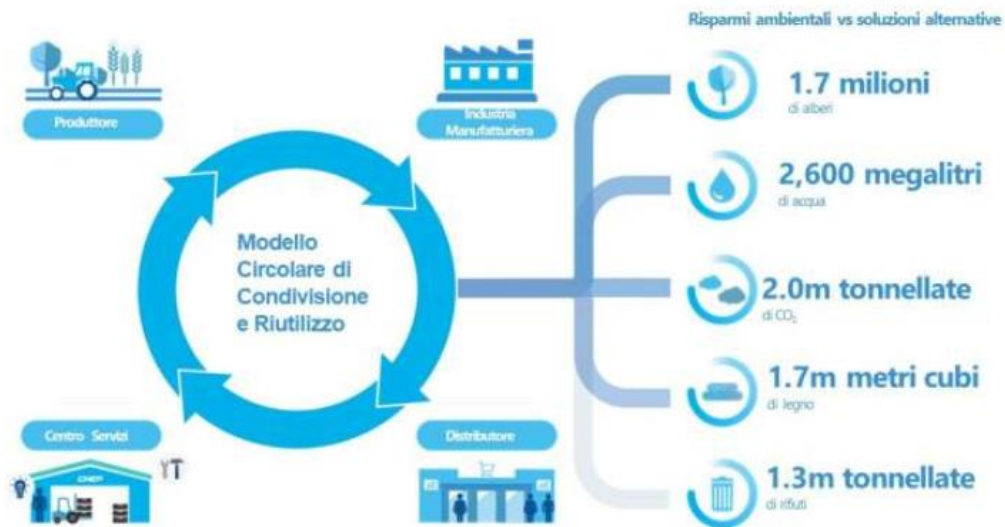 Risparmi ambientali vs soluzioni alternative
Produttore
Industria
Manufatturiera
Modello
Circolare di
Condivisione
e Riutilizzo
Centro Servizi
CHEP
Distributore
1.7 milioni
di alberi
2,600 megalitri
di acqua
2.0m tonnellate
di CO₂
1.7m metri cubi
di legno
1.3m tonnellate
di rifiuti